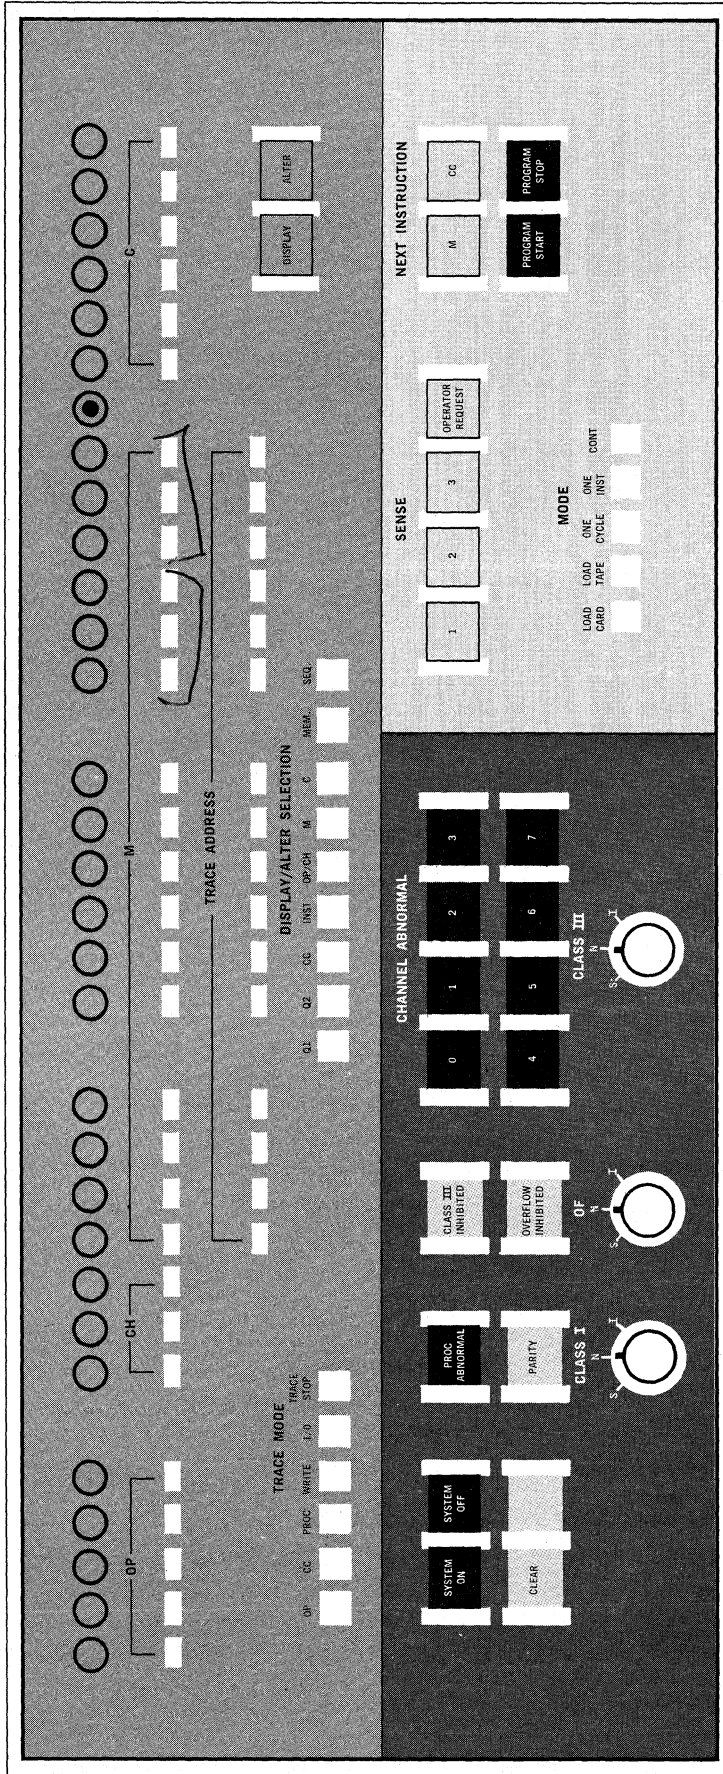 OP CH M C
TRACE ADDRESS
TRACE MODE
OP CC PROC WRITE I/O TRACE STOP
DISPLAY/ALTER SELECTION
Q1 Q2 CG INST OP/CH M C MEM. SEQ.
DISPLAY ALTER
SYSTEM ON
SYSTEM OFF
CLEAR
PROC ABNORMAL
PARITY
CLASS I
S N I
CLASS III INHIBITED
OVERFLOW INHIBITED
OF
S N I
CHANNEL ABNORMAL
0 1 2 3
4 5 6 7
CLASS III
S N I
SENSE
1 2 3 OPERATOR REQUEST
NEXT INSTRUCTION
M CC
PROGRAM START
PROGRAM STOP
MODE
LOAD CARD
LOAD TAPE
ONE CYCLE
ONE INST
CONT